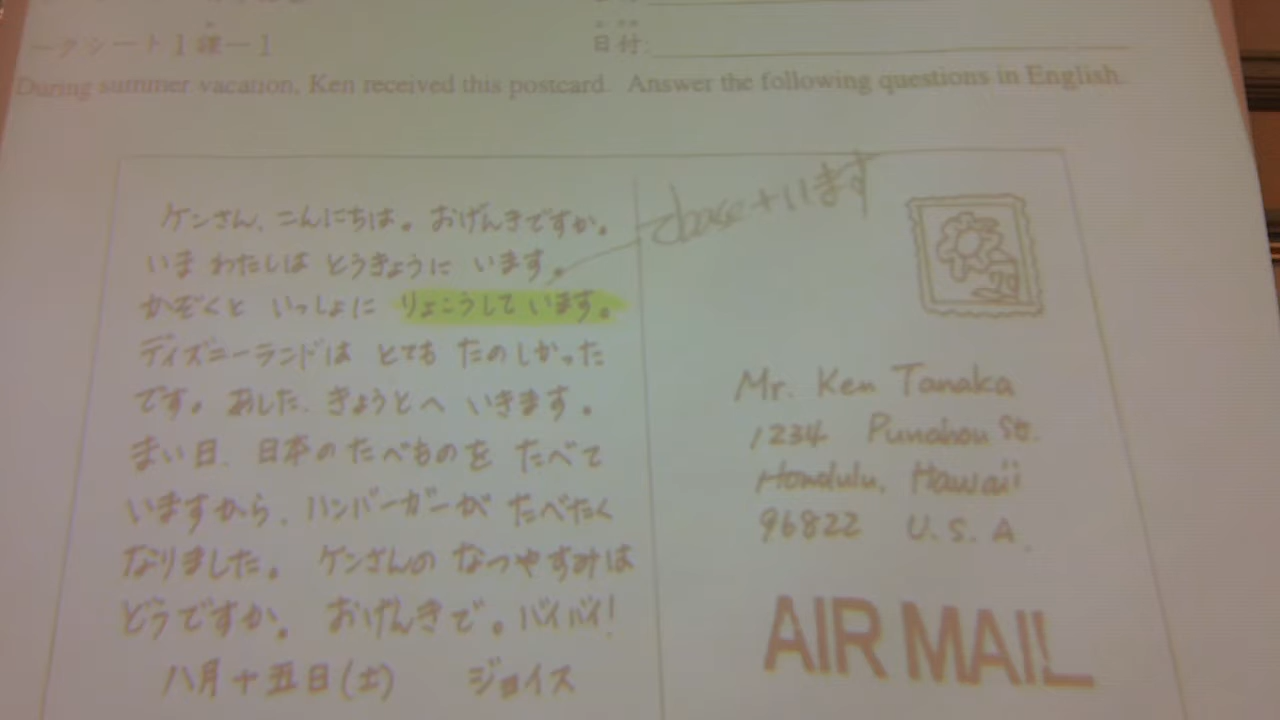 ークシート1課ー1
日付:
During summer vacation, Ken received this postcard. Answer the following questions in English.
ケンさん、こんにちは。おげんきですか。
いま わたしは とうきょうに います。
かぞくと いっしょに りょこうして います。
ディズニーランドは とても たのしかった
です。あした、きょうとへ いきます。
まい日、日本のたべものを たべて
いますから、ハンバーガーが たべたく
なりました。ケンさんの なつやすみは
どうですか。おげんきで。バイバイ!
八月十五日(土) ジョイス
base+います
Mr. Ken Tanaka
1234 Punahou St.
Honolulu, Hawaii
96822 U.S.A.
AIR MAIL